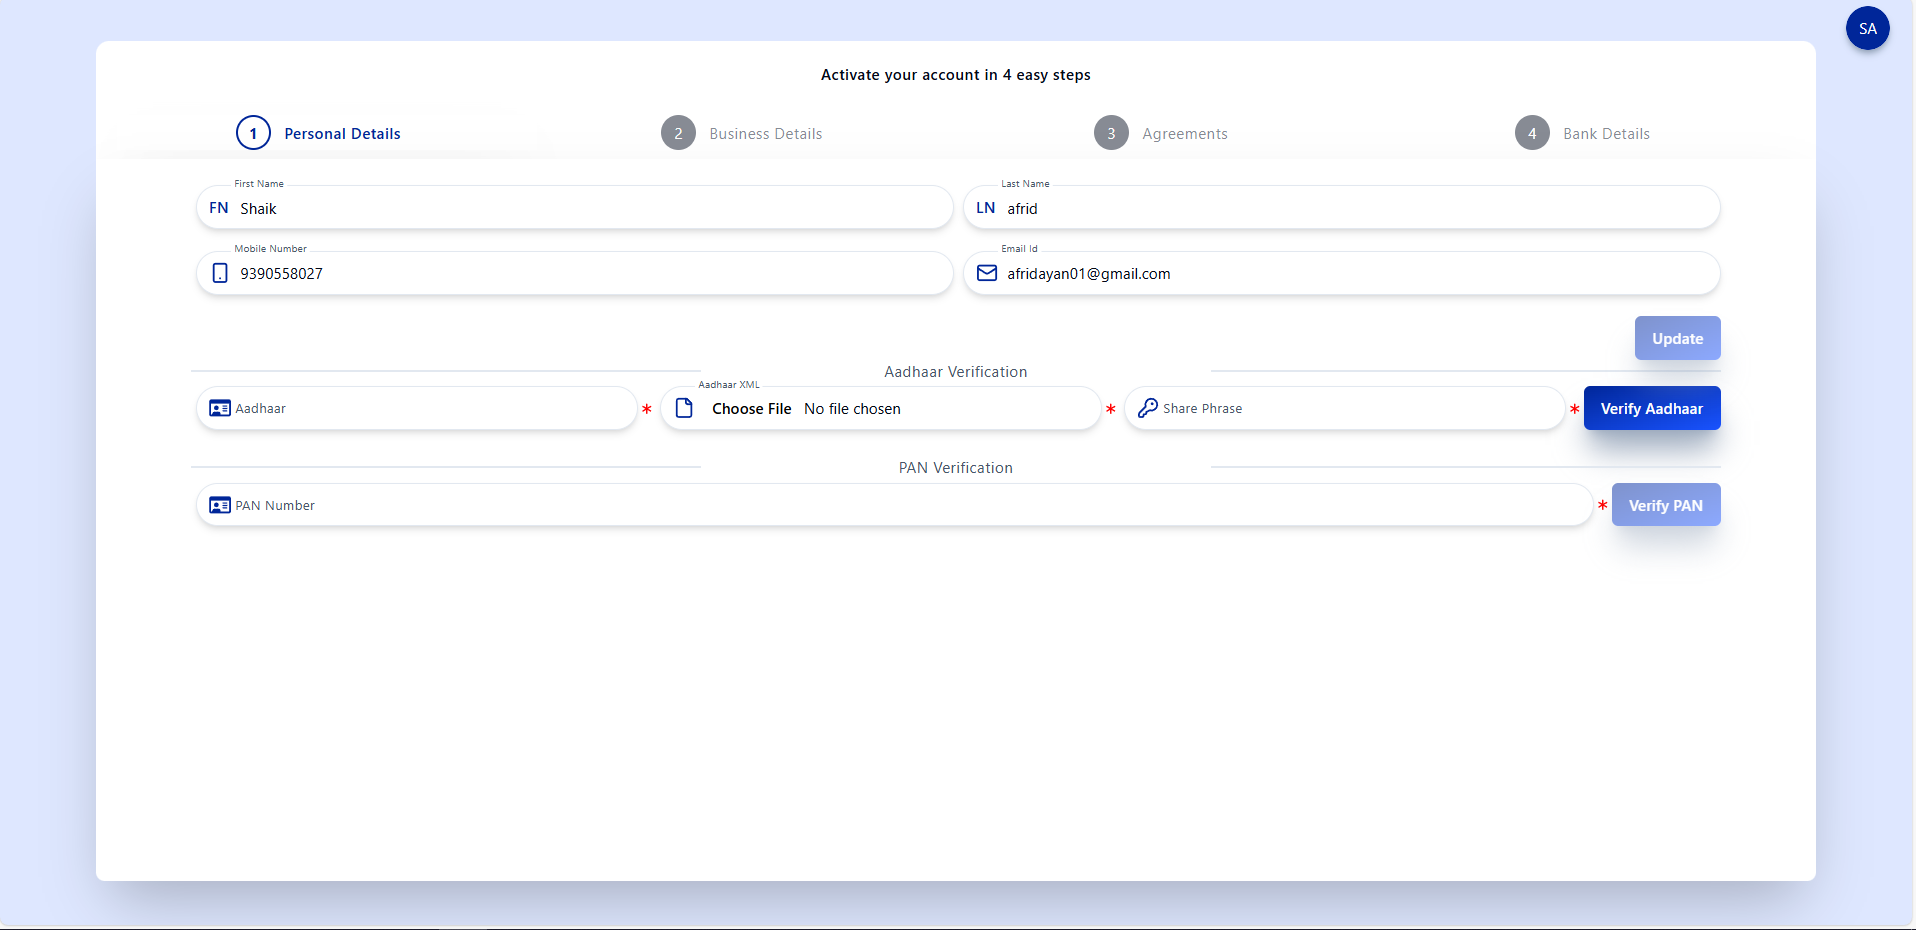 SA
Activate your account in 4 easy steps
1 Personal Details 2 Business Details 3 Agreements 4 Bank Details
First Name Last Name
FN Shaik LN afrid
Mobile Number Email Id
9390558027 afridayan01@gmail.com
Update
Aadhaar Verification
Aadhaar XML
Aadhaar * Choose File No file chosen * Share Phrase * Verify Aadhaar
PAN Verification
PAN Number * Verify PAN